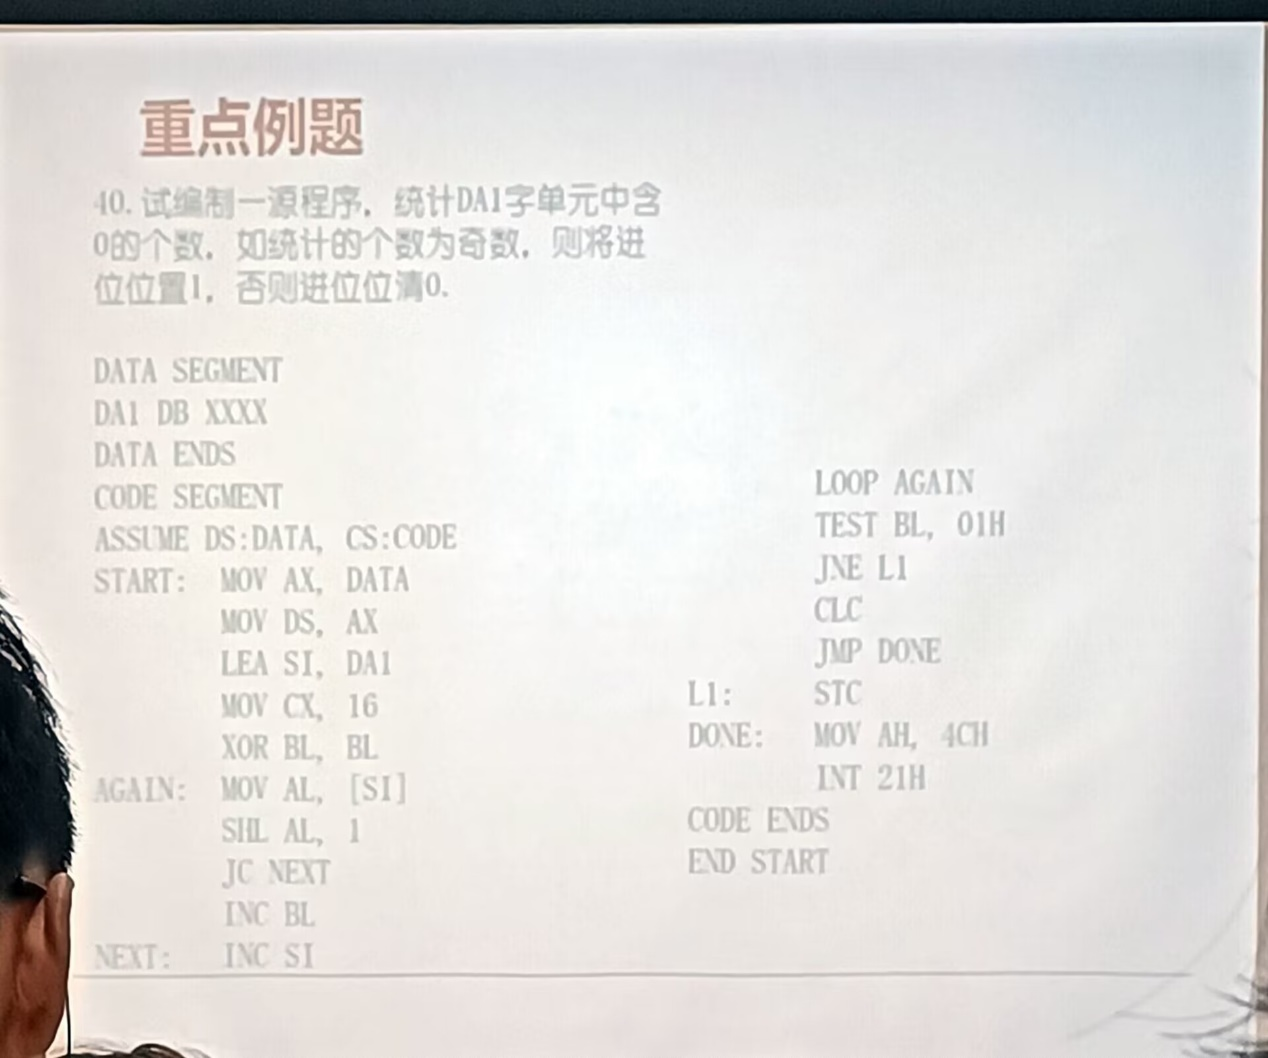 重点例题
40. 试编制一源程序，统计DA1字单元中含
0的个数，如统计的个数为奇数，则将进
位位置1，否则进位位清0.
DATA SEGMENT
DA1 DB XXXX
DATA ENDS
CODE SEGMENT
ASSUME DS:DATA, CS:CODE
START: MOV AX, DATA
MOV DS, AX
LEA SI, DA1
MOV CX, 16
XOR BL, BL
AGAIN: MOV AL, [SI]
SHL AL, 1
JC NEXT
INC BL
NEXT: INC SI
LOOP AGAIN
TEST BL, 01H
JNE L1
CLC
JMP DONE
L1: STC
DONE: MOV AH, 4CH
INT 21H
CODE ENDS
END START